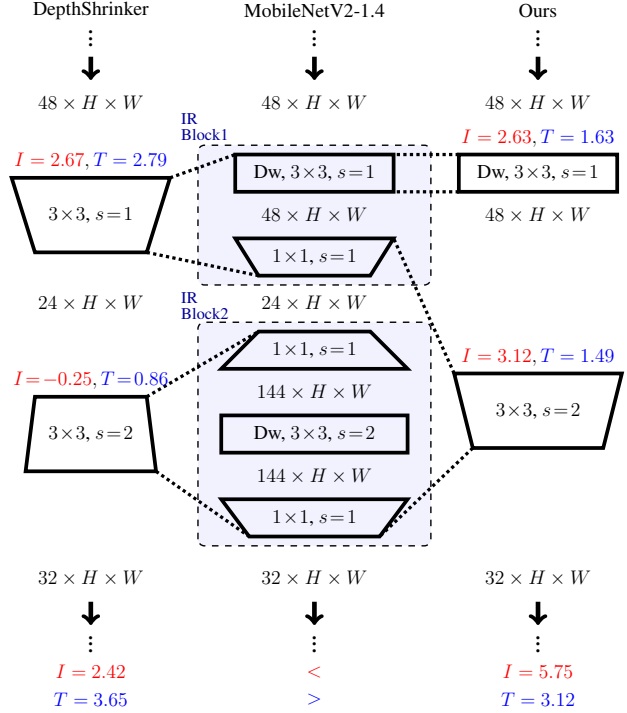 DepthShrinker MobileNetV2-1.4 Ours
48 × H × W 48 × H × W 48 × H × W
IR
Block1
I = 2.63, T = 1.63
I = 2.67, T = 2.79
Dw, 3×3, s=1 Dw, 3×3, s=1
3×3, s=1
48 × H × W 48 × H × W
1×1, s=1
24 × H × W 24 × H × W
IR
Block2
1×1, s=1
I = 3.12, T = 1.49
I=−0.25, T=0.86
144 × H × W
3×3, s=2
3×3, s=2 Dw, 3×3, s=2
144 × H × W
1×1, s=1
32 × H × W 32 × H × W 32 × H × W
I = 2.42 < I = 5.75
T = 3.65 > T = 3.12